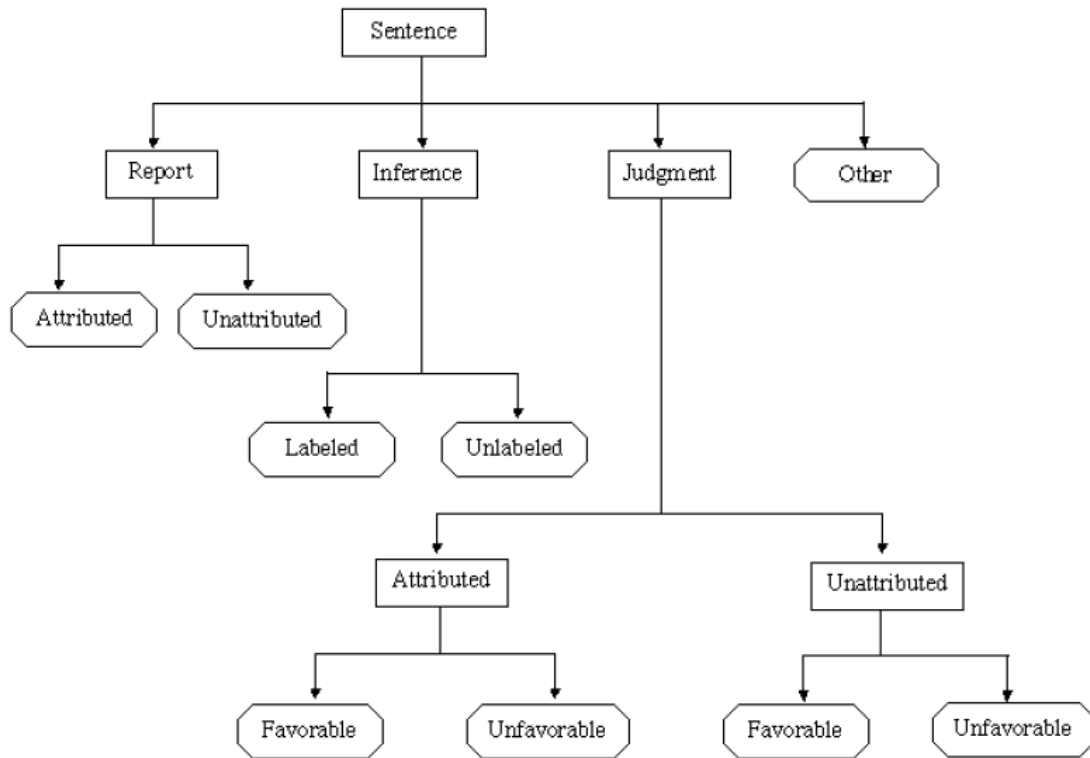 Sentence
Report
Inference
Judgment
Other
Attributed
Unattributed
Labeled
Unlabeled
Attributed
Unattributed
Favorable
Unfavorable
Favorable
Unfavorable